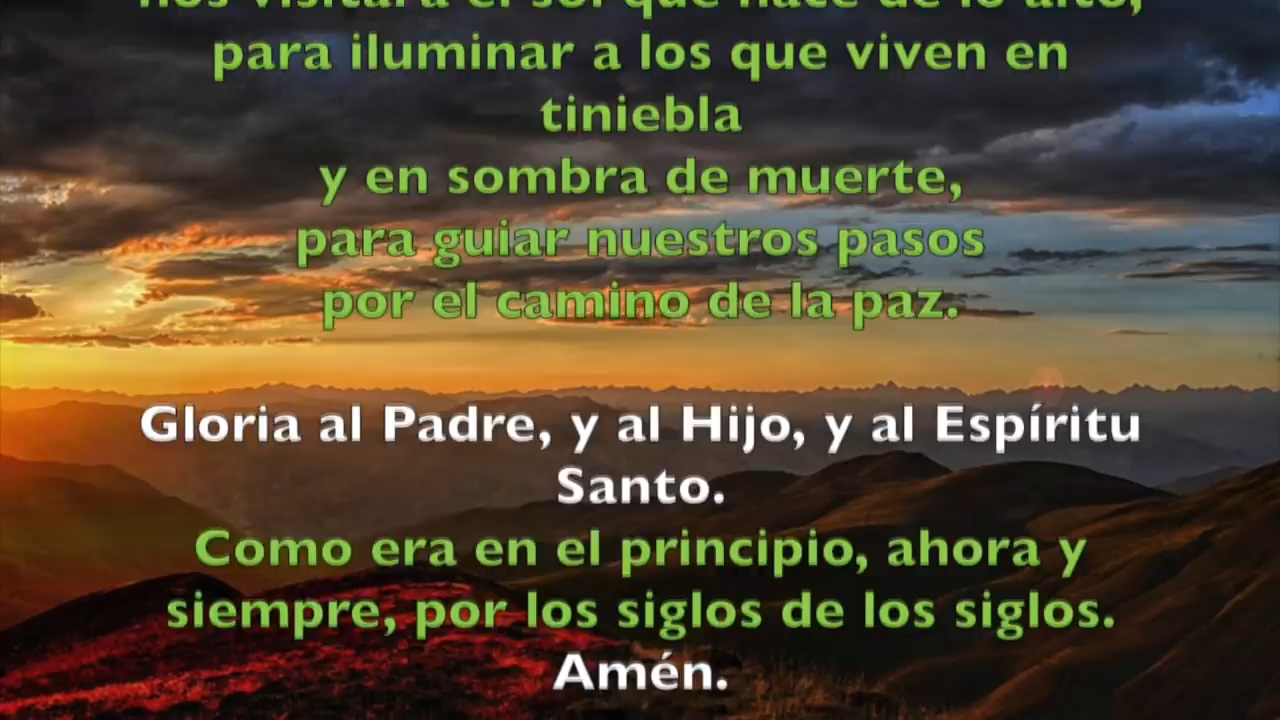 nos visitará el sol que nace de lo alto,
para iluminar a los que viven en
tiniebla
y en sombra de muerte,
para guiar nuestros pasos
por el camino de la paz.
Gloria al Padre, y al Hijo, y al Espíritu
Santo.
Como era en el principio, ahora y
siempre, por los siglos de los siglos.
Amén.